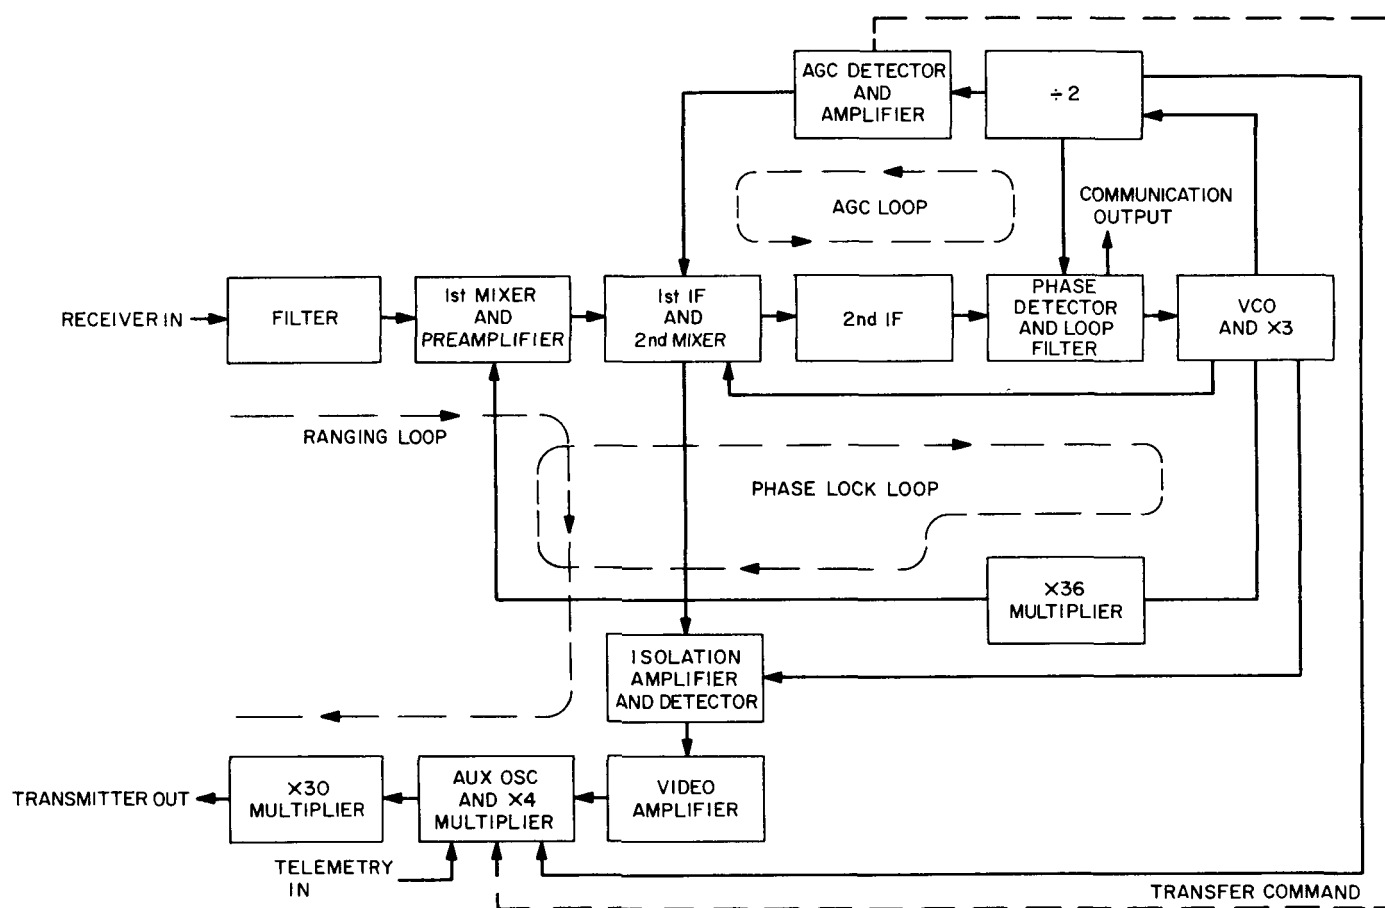 AGC DETECTOR
AND
AMPLIFIER
÷2
AGC LOOP
COMMUNICATION
OUTPUT
RECEIVER IN
FILTER
1st MIXER
AND
PREAMPLIFIER
1st IF
AND
2nd MIXER
2nd IF
PHASE
DETECTOR
AND LOOP
FILTER
VCO
AND ×3
RANGING LOOP
PHASE LOCK LOOP
×36
MULTIPLIER
ISOLATION
AMPLIFIER
AND DETECTOR
TRANSMITTER OUT
×30
MULTIPLIER
AUX OSC
AND ×4
MULTIPLIER
VIDEO
AMPLIFIER
TELEMETRY
IN
TRANSFER COMMAND